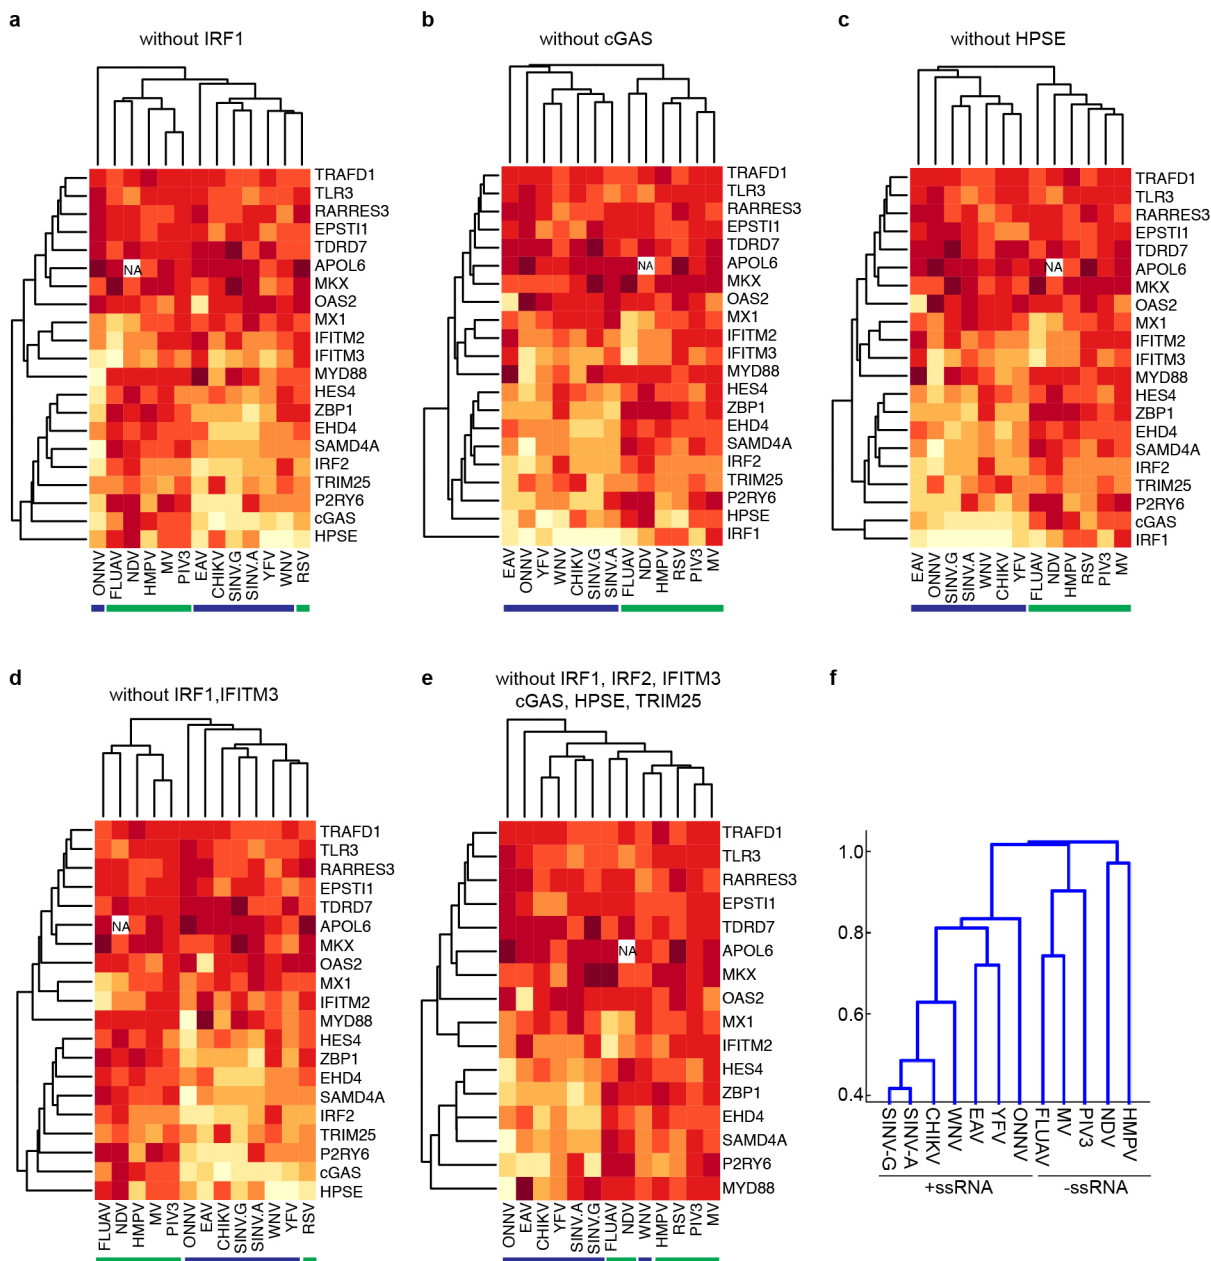 a
without IRF1
TRAFD1
TLR3
RARRES3
EPSTI1
TDRD7
APOL6
NA
MKX
OAS2
MX1
IFITM2
IFITM3
MYD88
HES4
ZBP1
EHD4
SAMD4A
IRF2
TRIM25
P2RY6
cGAS
HPSE
ONNV FLUAV NDV HMPV MV PIV3 EAV CHIKV SINV.G SINV.A YFV WNV RSV
b
without cGAS
TRAFD1
TLR3
RARRES3
EPSTI1
TDRD7
APOL6
NA
MKX
OAS2
MX1
IFITM2
IFITM3
MYD88
HES4
ZBP1
EHD4
SAMD4A
IRF2
TRIM25
P2RY6
HPSE
IRF1
EAV ONNV YFV WNV CHIKV SINV.G SINV.A FLUAV NDV HMPV RSV PIV3 MV
c
without HPSE
TRAFD1
TLR3
RARRES3
EPSTI1
TDRD7
APOL6
NA
MKX
OAS2
MX1
IFITM2
IFITM3
MYD88
HES4
ZBP1
EHD4
SAMD4A
IRF2
TRIM25
P2RY6
cGAS
IRF1
EAV ONNV SINV.G SINV.A WNV CHIKV YFV FLUAV NDV HMPV RSV PIV3 MV
d
without IRF1,IFITM3
TRAFD1
TLR3
RARRES3
EPSTI1
TDRD7
APOL6
NA
MKX
OAS2
MX1
IFITM2
MYD88
HES4
ZBP1
EHD4
SAMD4A
IRF2
TRIM25
P2RY6
cGAS
HPSE
FLUAV NDV HMPV MV PIV3 ONNV EAV CHIKV SINV.G SINV.A WNV YFV RSV
e
without IRF1, IRF2, IFITM3
cGAS, HPSE, TRIM25
TRAFD1
TLR3
RARRES3
EPSTI1
TDRD7
APOL6
NA
MKX
OAS2
MX1
IFITM2
HES4
ZBP1
EHD4
SAMD4A
P2RY6
MYD88
ONNV EAV CHIKV YFV SINV.A SINV.G FLUAV NDV WNV HMPV RSV PIV3 MV
f
1.0
0.8
0.6
0.4
SINV-G SINV-A CHIKV WNV EAV YFV ONNV FLUAV MV PIV3 NDV HMPV
+ssRNA -ssRNA